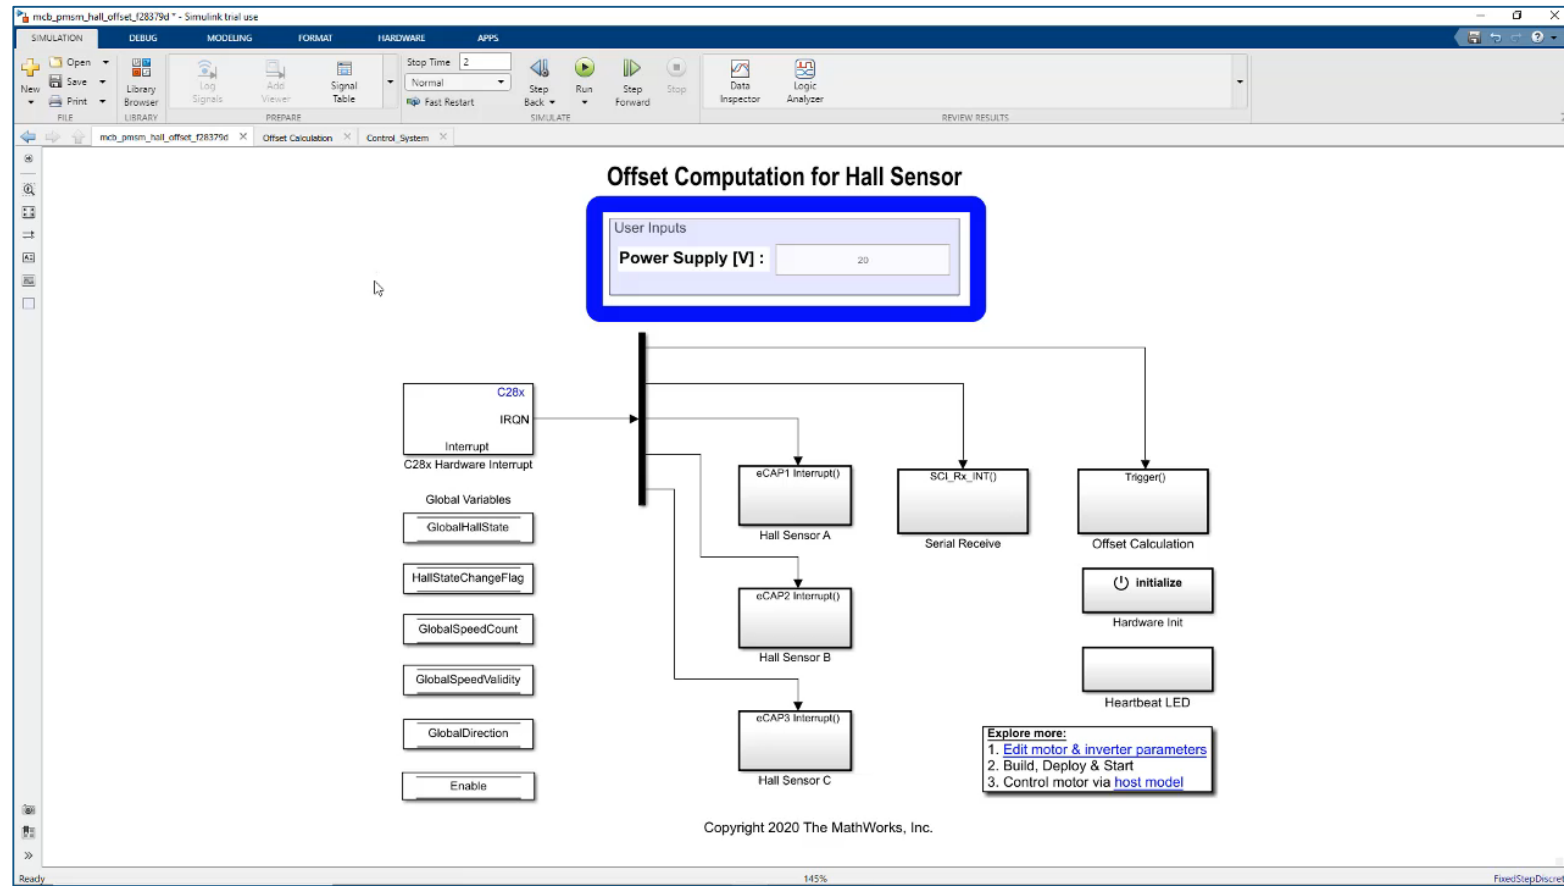 mcb_pmsm_hall_offset_f28379d * - Simulink trial use
SIMULATION DEBUG MODELING FORMAT HARDWARE APPS
New
Open
Save
Print
FILE
Library Browser
LIBRARY
Log Signals
Add Viewer
Signal Table
PREPARE
Stop Time 2
Normal
Fast Restart
Step Back
Run
Step Forward
Stop
SIMULATE
Data Inspector
Logic Analyzer
REVIEW RESULTS
mcb_pmsm_hall_offset_f28379d Offset Calculation Control_System
Offset Computation for Hall Sensor
User Inputs
Power Supply [V] : 20
C28x
IRQN
Interrupt
C28x Hardware Interrupt
Global Variables
GlobalHallState
HallStateChangeFlag
GlobalSpeedCount
GlobalSpeedValidity
GlobalDirection
Enable
eCAP1 Interrupt()
Hall Sensor A
eCAP2 Interrupt()
Hall Sensor B
eCAP3 Interrupt()
Hall Sensor C
SCI_Rx_INT()
Serial Receive
Trigger()
Offset Calculation
initialize
Hardware Init
Heartbeat LED
Explore more:
1. Edit motor & inverter parameters
2. Build, Deploy & Start
3. Control motor via host model
Copyright 2020 The MathWorks, Inc.
Ready 145% FixedStepDiscret